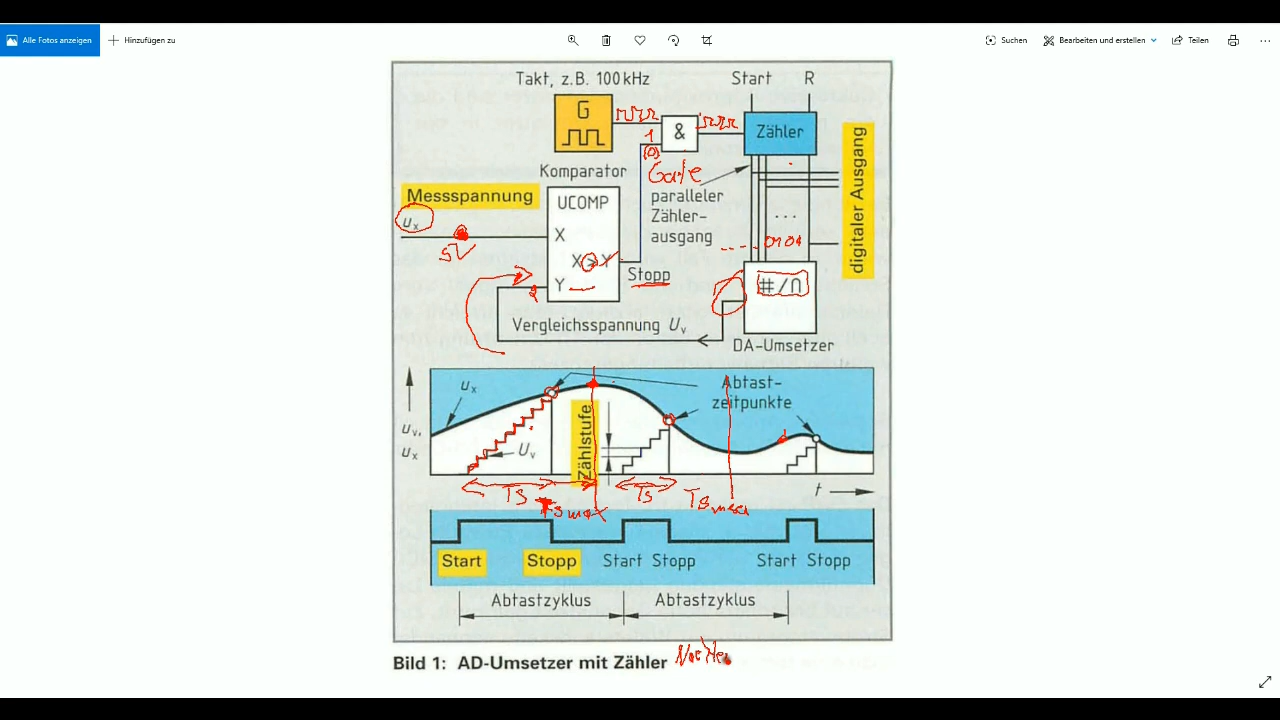 Alle Fotos anzeigen
Hinzufügen zu
Suchen
Bearbeiten und erstellen
Teilen
Takt, z.B. 100 kHz
Start
R
G
&
Zähler
1
(0)
Gate
Komparator
Messspannung
UCOMP
paralleler
Zähler-
ausgang
...
digitaler Ausgang
uₓ
X
5V
X > Y
0101
Stopp
Y
#/∩
Vergleichsspannung Uᵥ
DA-Umsetzer
uₓ
Abtast-
zeitpunkte
uᵥ,
uₓ
Uᵥ
Zählstufe
TS
TS
t
TSmax
Start
Stopp
Start
Stopp
Start
Stopp
Abtastzyklus
Abtastzyklus
Bild 1: AD-Umsetzer mit Zähler